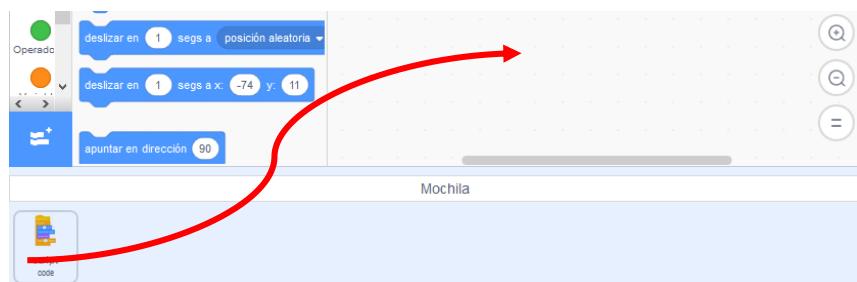 Operado
deslizar en 1 segs a posición aleatoria
deslizar en 1 segs a x: -74 y: 11
apuntar en dirección 90
Mochila
code